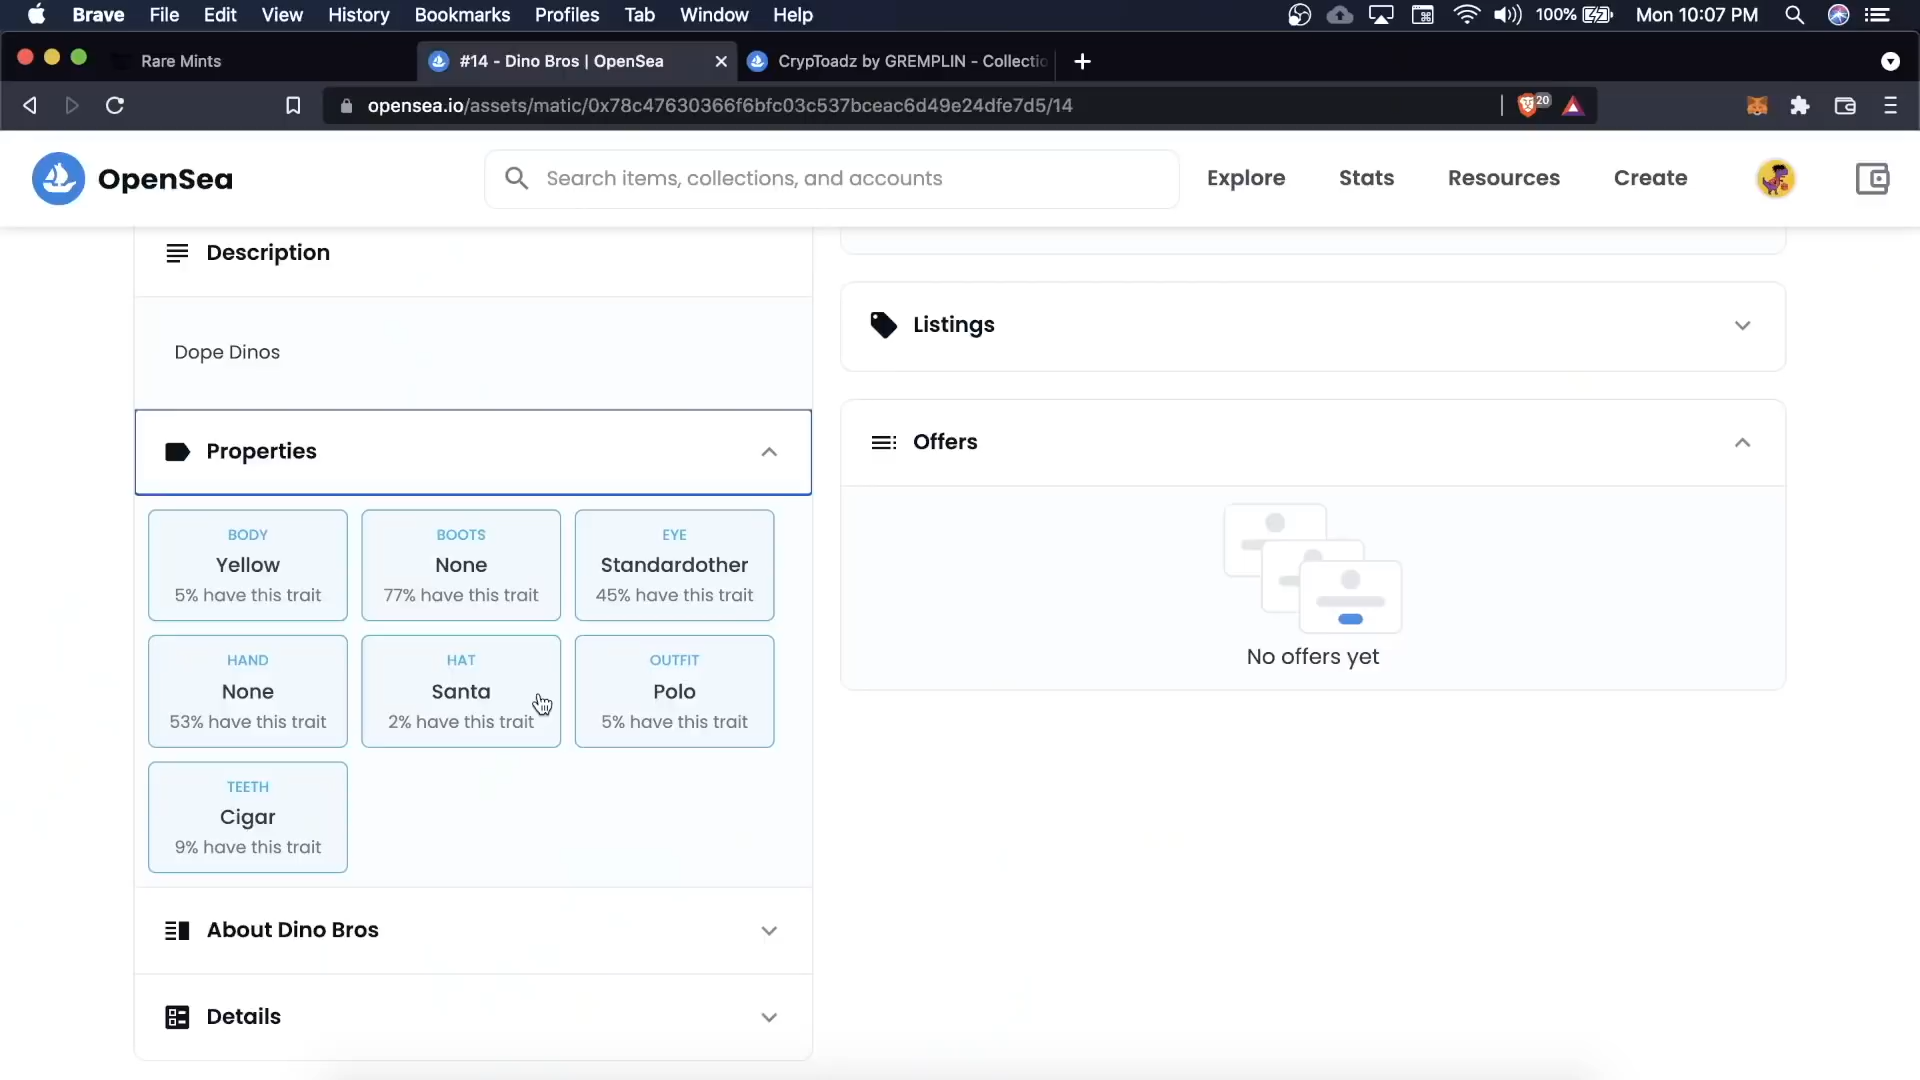 Brave File Edit View History Bookmarks Profiles Tab Window Help 100% Mon 10:07 PM
Rare Mints #14 - Dino Bros | OpenSea CrypToadz by GREMPLIN - Collectio
opensea.io/assets/matic/0x78c47630366f6bfc03c537bceac6d49e24dfe7d5/14 20
OpenSea Search items, collections, and accounts Explore Stats Resources Create
Description
Dope Dinos
Properties
BODY BOOTS EYE
Yellow None Standardother
5% have this trait 77% have this trait 45% have this trait
HAND HAT OUTFIT
None Santa Polo
53% have this trait 2% have this trait 5% have this trait
TEETH
Cigar
9% have this trait
About Dino Bros
Details
Listings
Offers
No offers yet